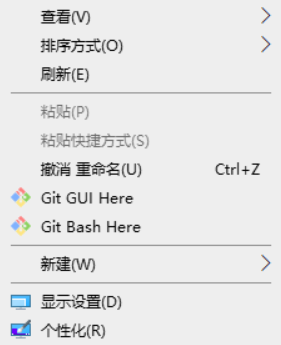 查看(V)
排序方式(O)
刷新(E)
粘贴(P)
粘贴快捷方式(S)
撤消 重命名(U) Ctrl+Z
Git GUI Here
Git Bash Here
新建(W)
显示设置(D)
个性化(R)